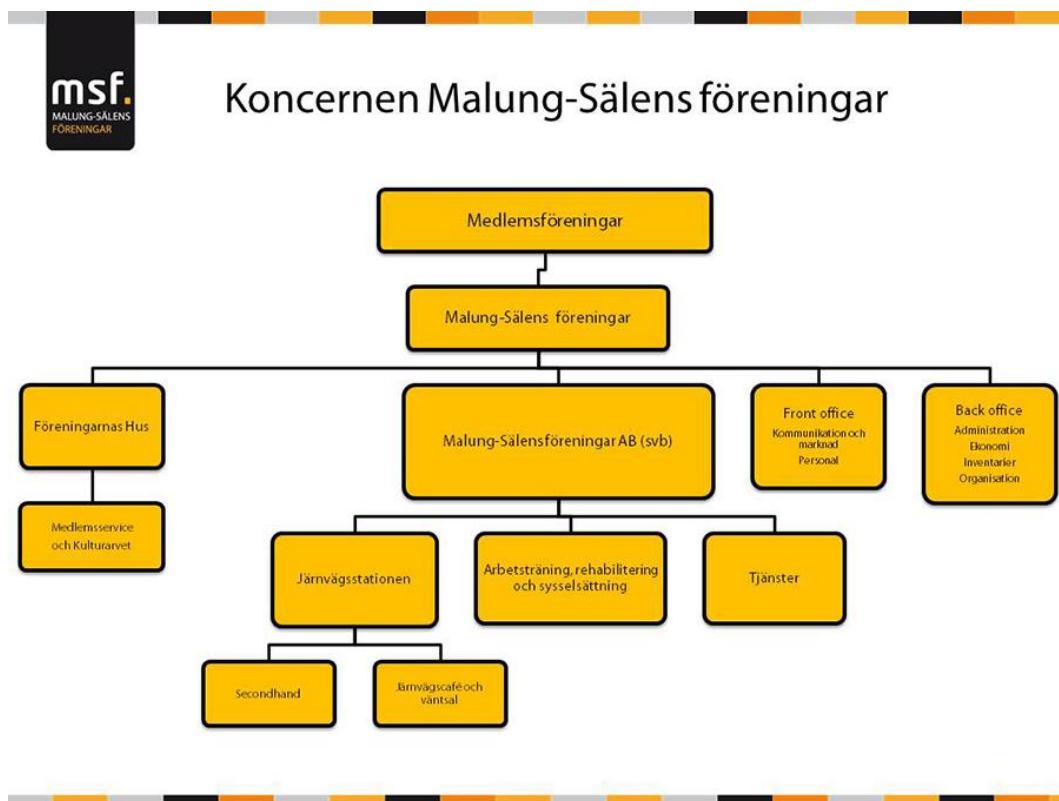 msf.
MALUNG-SÄLENS
FÖRENINGAR
Koncernen Malung-Sälens föreningar
Medlemsföreningar
Malung-Sälens föreningar
Föreningarnas Hus
Malung-Sälensföreningar AB (svb)
Front office
Kommunikation och
marknad
Personal
Back office
Administration
Ekonomi
Inventarier
Organisation
Medlemsservice
och Kulturarvet
Järnvägsstationen
Arbetsträning, rehabilitering
och sysselsättning
Tjänster
Secondhand
Järnvägscafé och
väntsal